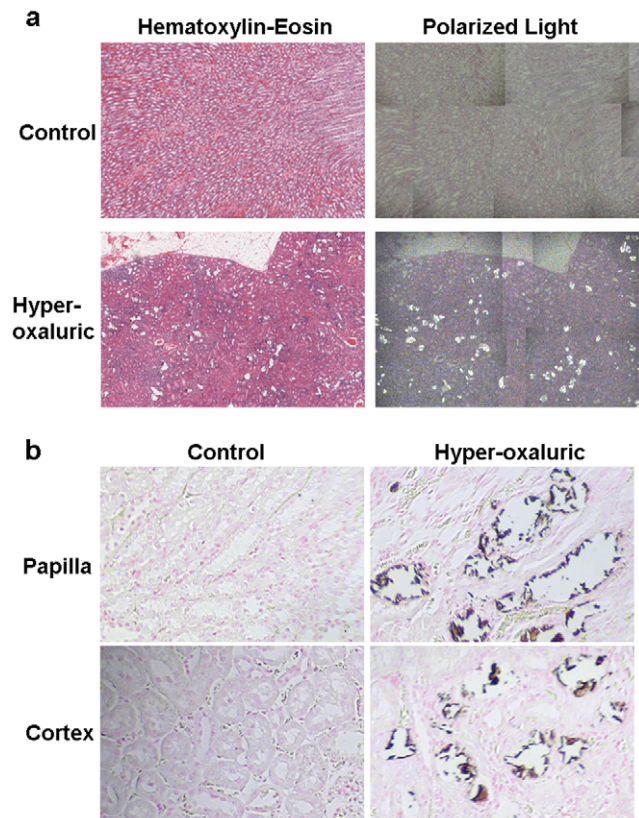 a
Hematoxylin-Eosin Polarized Light
Control
Hyper-
oxaluric
b
Control Hyper-oxaluric
Papilla
Cortex